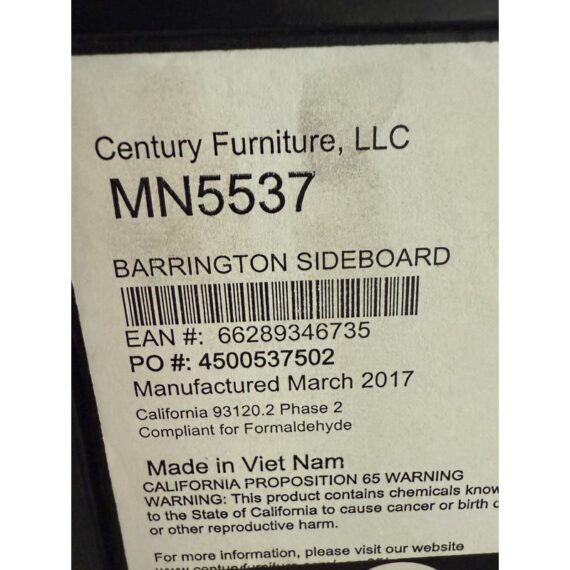 Century Furniture, LLC
MN5537
BARRINGTON SIDEBOARD
EAN #: 66289346735
PO #: 4500537502
Manufactured March 2017
California 93120.2 Phase 2
Compliant for Formaldehyde
Made in Viet Nam
CALIFORNIA PROPOSITION 65 WARNING
WARNING: This product contains chemicals know
to the State of California to cause cancer or birth
or other reproductive harm.
For more information, please visit our website